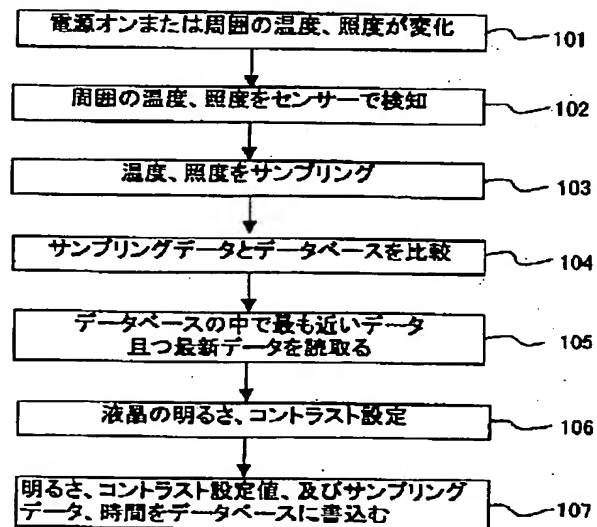 電源オンまたは周囲の温度、照度が変化
101
周囲の温度、照度をセンサーで検知
102
温度、照度をサンプリング
103
サンプリングデータとデータベースを比較
104
データベースの中で最も近いデータ
且つ最新データを読取る
105
液晶の明るさ、コントラスト設定
106
明るさ、コントラスト設定値、及びサンプリング
データ、時間をデータベースに書込む
107